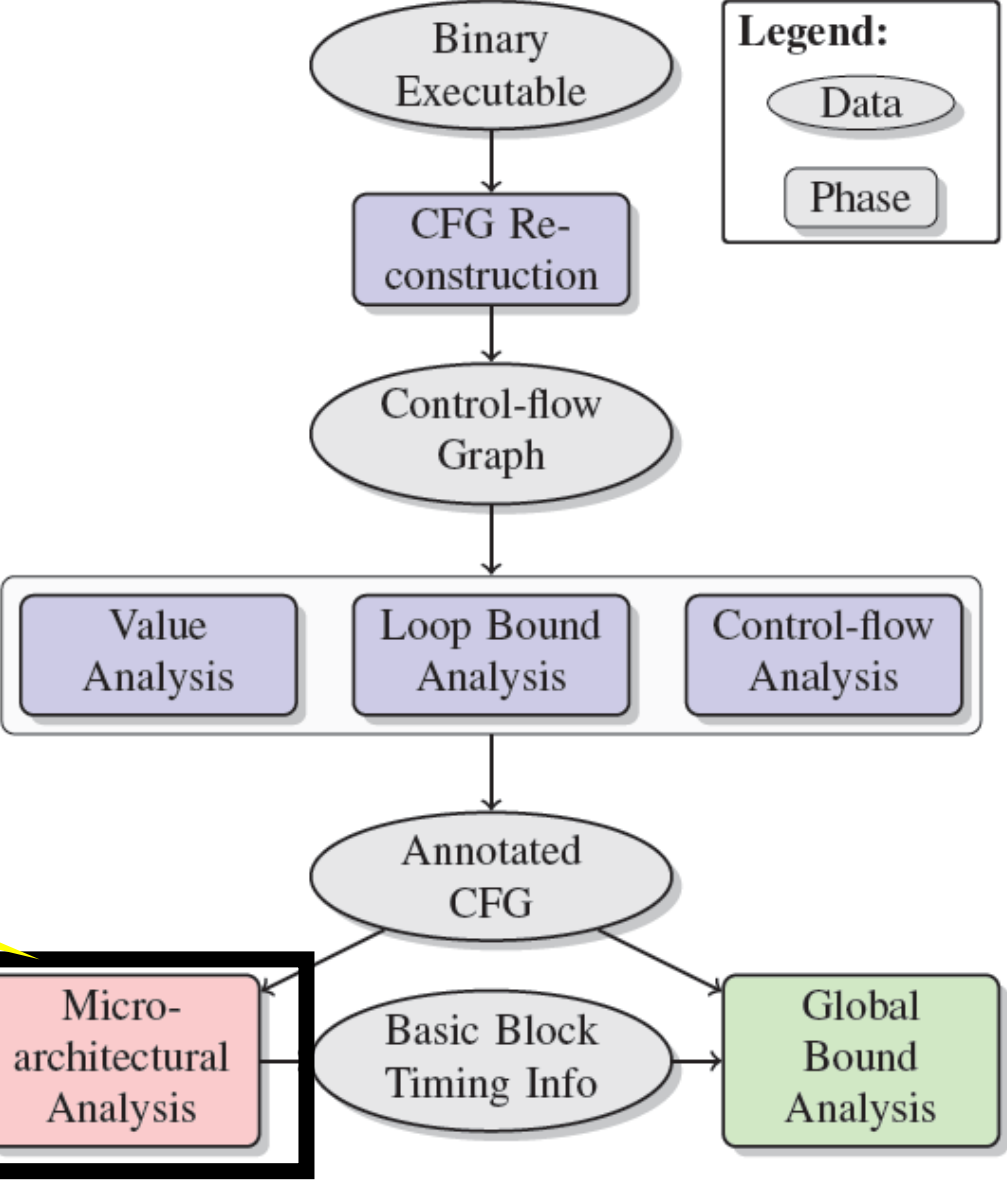 Binary
Executable
Legend:
Data
Phase
CFG Re-
construction
Control-flow
Graph
Value
Analysis
Loop Bound
Analysis
Control-flow
Analysis
Annotated
CFG
Micro-
architectural
Analysis
Basic Block
Timing Info
Global
Bound
Analysis